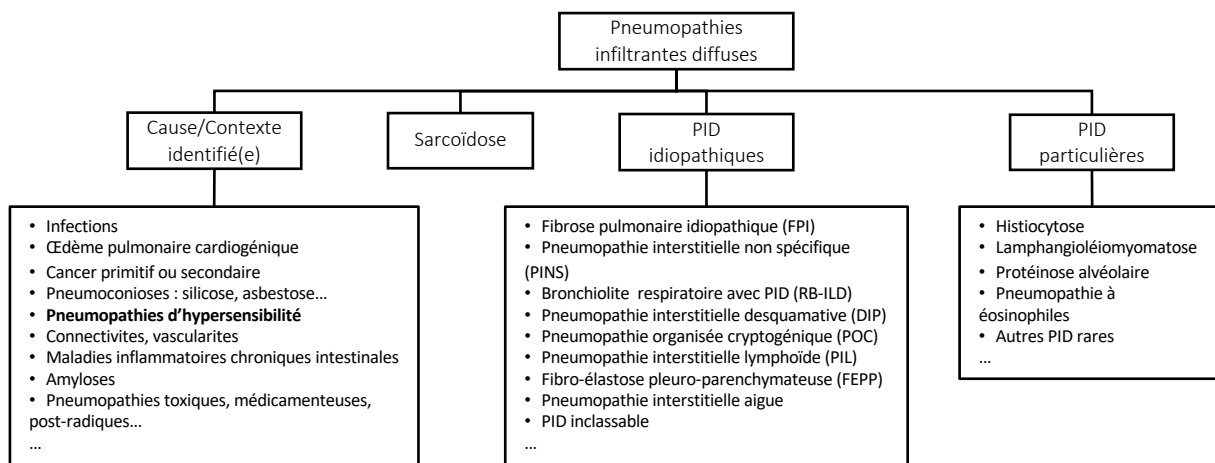 Pneumopathies
infiltrantes diffuses
Cause/Contexte
identifié(e)
Sarcoïdose
PID
idiopathiques
PID
particulières
• Infections
• Œdème pulmonaire cardiogénique
• Cancer primitif ou secondaire
• Pneumoconioses : silicose, asbestose...
• Pneumopathies d’hypersensibilité
• Connectivites, vascularites
• Maladies inflammatoires chroniques intestinales
• Amyloses
• Pneumopathies toxiques, médicamenteuses,
post-radiques...
...
• Fibrose pulmonaire idiopathique (FPI)
• Pneumopathie interstitielle non spécifique
(PINS)
• Bronchiolite respiratoire avec PID (RB-ILD)
• Pneumopathie interstitielle desquamative (DIP)
• Pneumopathie organisée cryptogénique (POC)
• Pneumopathie interstitielle lymphoïde (PIL)
• Fibro-élastose pleuro-parenchymateuse (FEPP)
• Pneumopathie interstitielle aigue
• PID inclassable
...
• Histiocytose
• Lamphangioléiomyomatose
• Protéinose alvéolaire
• Pneumopathie à
éosinophiles
• Autres PID rares
...